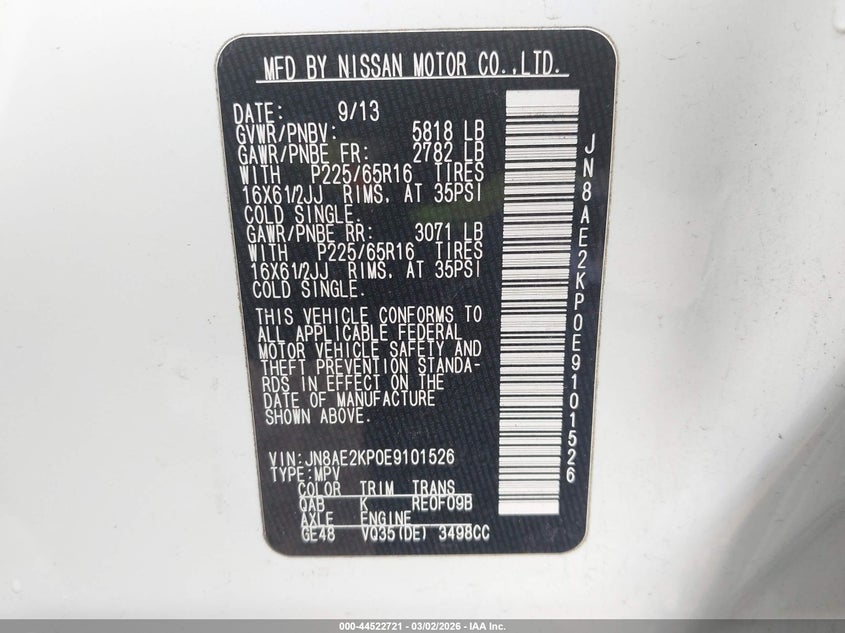 MFD BY NISSAN MOTOR CO.,LTD.
DATE: 9/13
GVWR/PNBV: 5818 LB
GAWR/PNBE FR: 2782 LB
WITH P225/65R16 TIRES
16X61/2JJ RIMS, AT 35PSI
COLD SINGLE.
GAWR/PNBE RR: 3071 LB
WITH P225/65R16 TIRES
16X61/2JJ RIMS. AT 35PSI
COLD SINGLE.
THIS VEHICLE CONFORMS TO
ALL APPLICABLE FEDERAL
MOTOR VEHICLE SAFETY AND
THEFT PREVENTION STANDA-
RDS IN EFFECT ON THE
DATE OF MANUFACTURE
SHOWN ABOVE.
VIN:JN8AE2KP0E9101526
TYPE:MPV
COLOR TRIM TRANS
QAB K RE0F09B
AXLE ENGINE
GE48 VQ35(DE) 3498CC
JN8AE2KP0E9101526
000-44522721 - 03/02/2026 - IAA Inc.